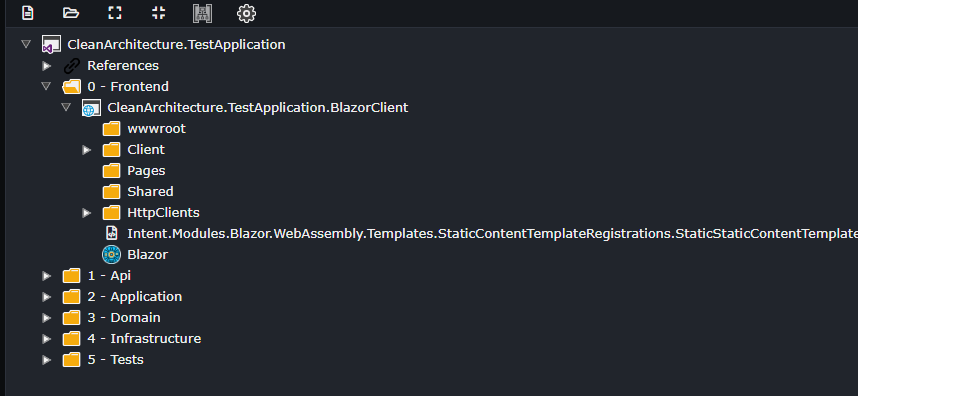 CleanArchitecture.TestApplication
References
0 - Frontend
CleanArchitecture.TestApplication.BlazorClient
wwwroot
Client
Pages
Shared
HttpClients
Intent.Modules.Blazor.WebAssembly.Templates.StaticContentTemplateRegistrations.StaticStaticContentTemplate
Blazor
1 - Api
2 - Application
3 - Domain
4 - Infrastructure
5 - Tests